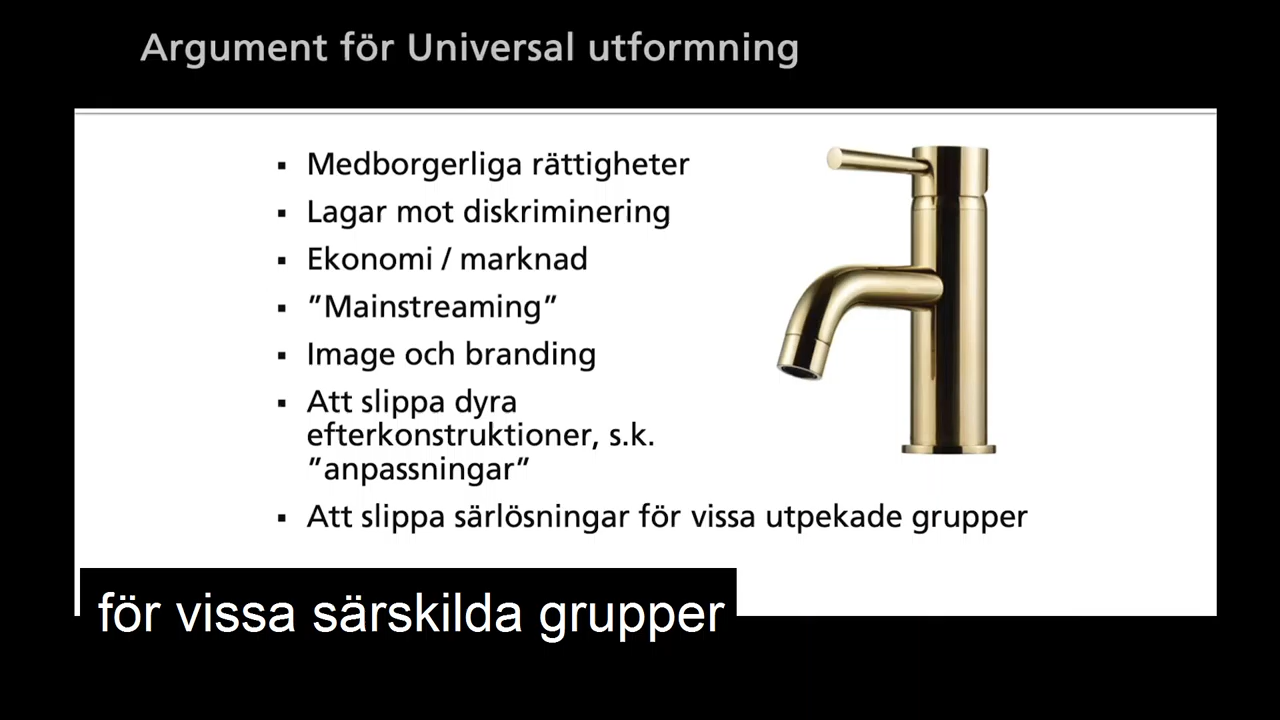 Argument för Universal utformning
▪ Medborgerliga rättigheter
▪ Lagar mot diskriminering
▪ Ekonomi / marknad
▪ ”Mainstreaming”
▪ Image och branding
▪ Att slippa dyra
efterkonstruktioner, s.k.
”anpassningar”
▪ Att slippa särlösningar för vissa utpekade grupper
för vissa särskilda grupper